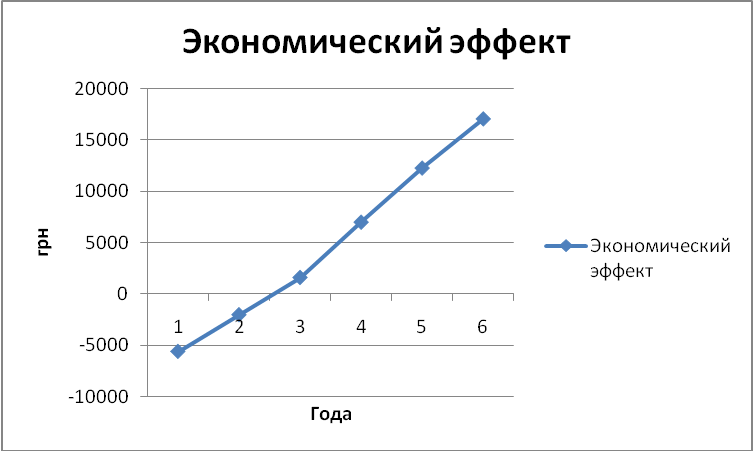 Экономический эффект
20000
15000
10000
5000
0
-5000
-10000
грн
1 2 3 4 5 6
Года
Экономический
эффект